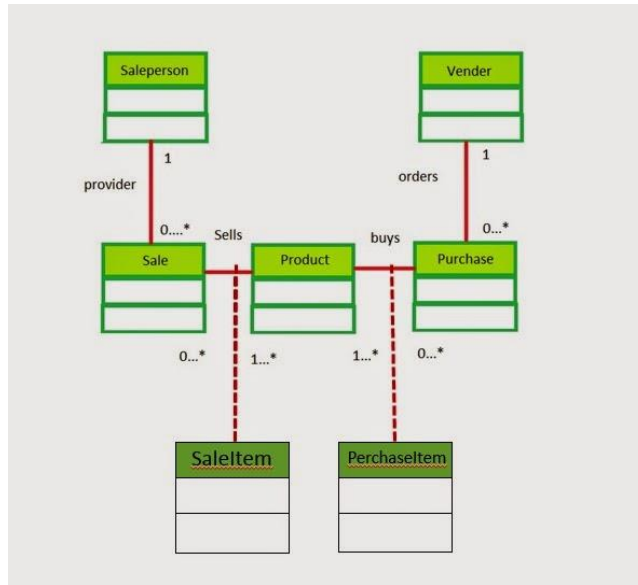 Saleperson
Vender
1
1
provider
orders
0....*
0...*
Sells
buys
Sale
Product
Purchase
0...*
1...*
1...*
0...*
SaleItem
PerchaseItem